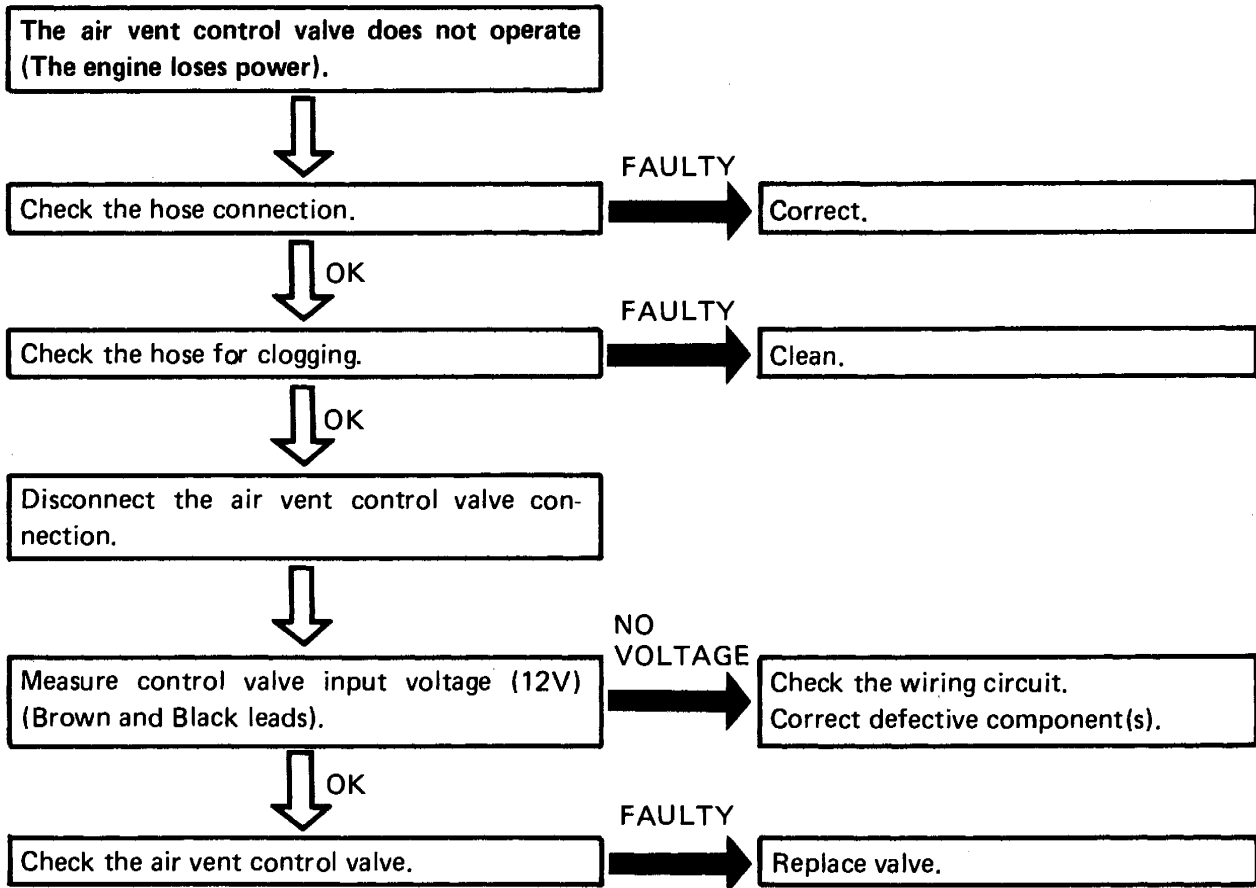 The air vent control valve does not operate
(The engine loses power).
FAULTY
Check the hose connection.
Correct.
OK
FAULTY
Check the hose for clogging.
Clean.
OK
Disconnect the air vent control valve con-
nection.
NO
VOLTAGE
Measure control valve input voltage (12V)
(Brown and Black leads).
Check the wiring circuit.
Correct defective component(s).
OK
FAULTY
Check the air vent control valve.
Replace valve.